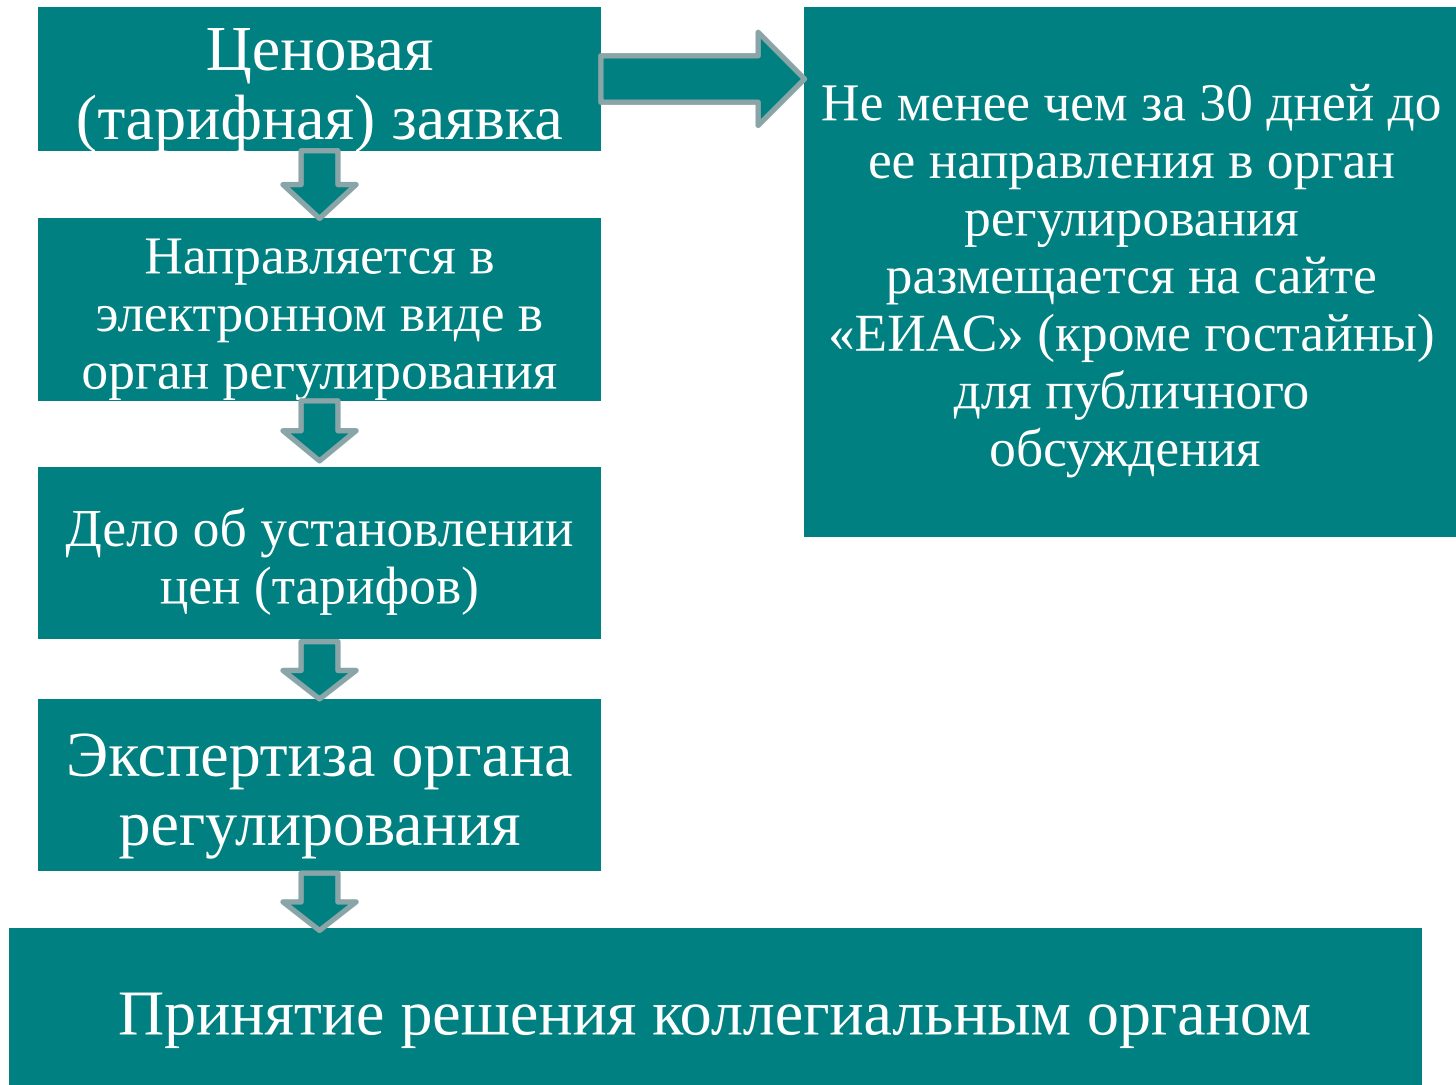 Ценовая
(тарифная) заявка
Не менее чем за 30 дней до
ее направления в орган
регулирования
размещается на сайте
«ЕИАС» (кроме гостайны)
для публичного
обсуждения
Направляется в
электронном виде в
орган регулирования
Дело об установлении
цен (тарифов)
Экспертиза органа
регулирования
Принятие решения коллегиальным органом